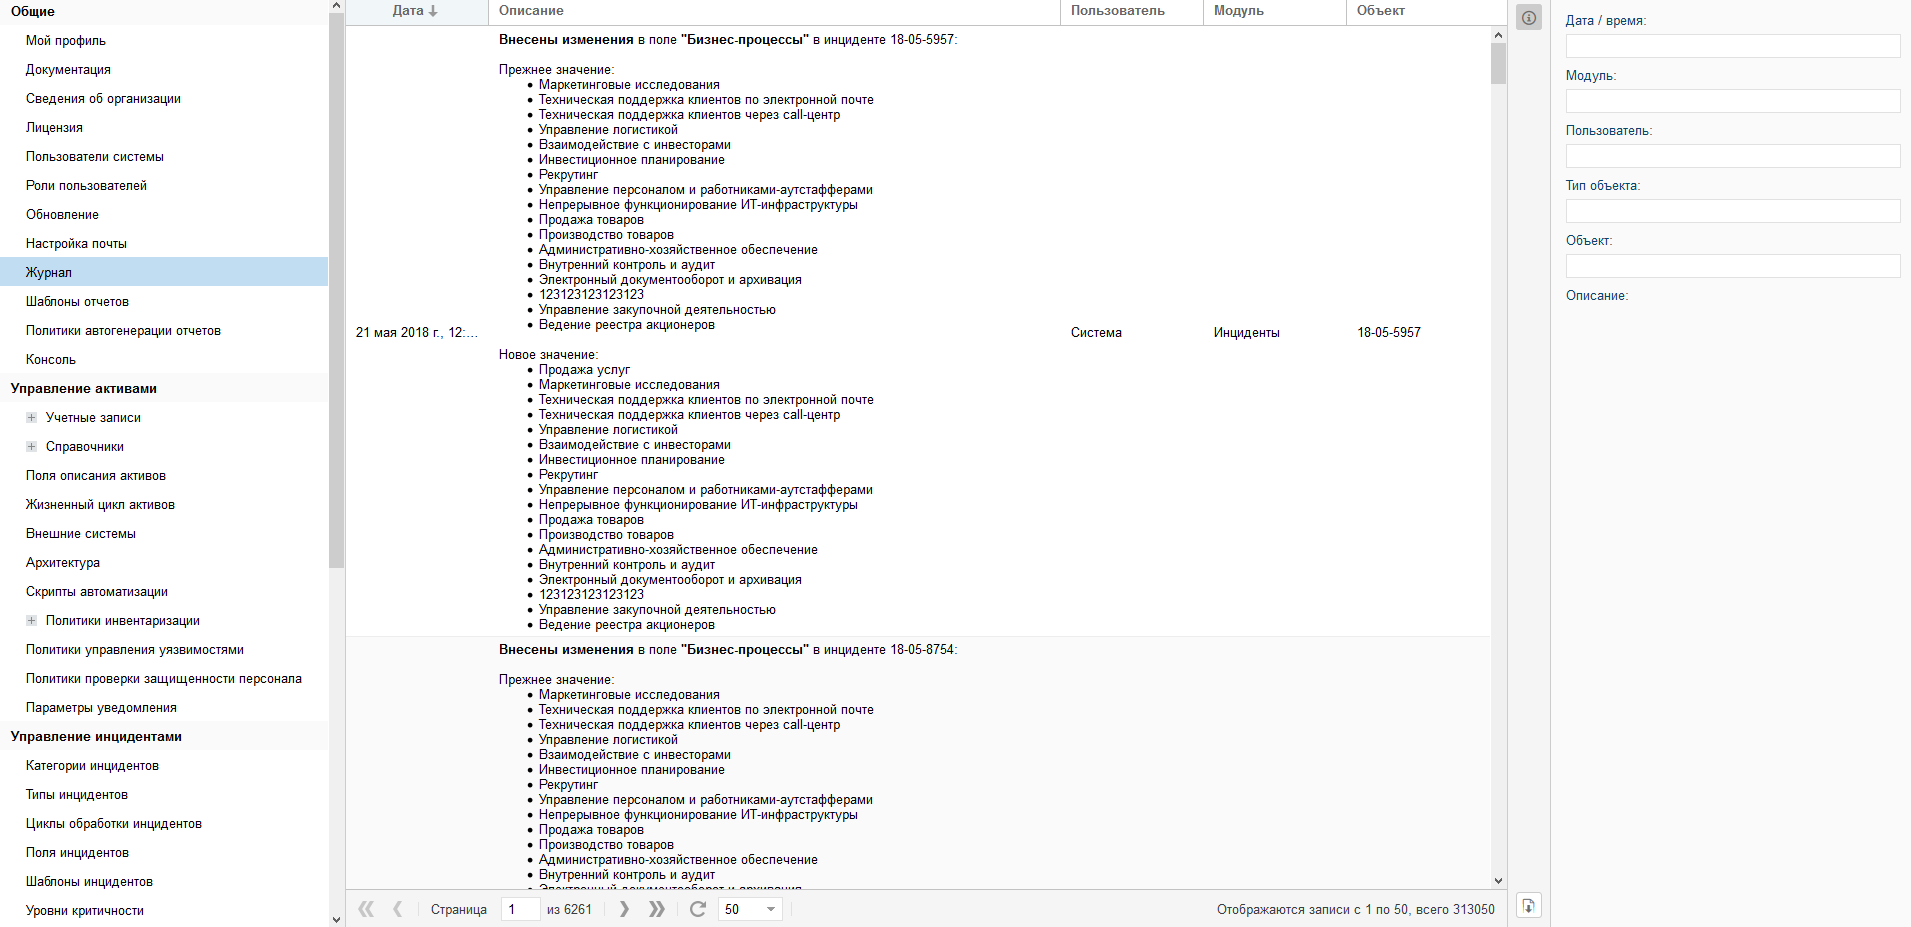 Общие
Мой профиль
Документация
Сведения об организации
Лицензия
Пользователи системы
Роли пользователей
Обновление
Настройка почты
Журнал
Шаблоны отчетов
Политики автогенерации отчетов
Консоль
Управление активами
Учетные записи
Справочники
Поля описания активов
Жизненный цикл активов
Внешние системы
Архитектура
Скрипты автоматизации
Политики инвентаризации
Политики управления уязвимостями
Политики проверки защищенности персонала
Параметры уведомления
Управление инцидентами
Категории инцидентов
Типы инцидентов
Циклы обработки инцидентов
Поля инцидентов
Шаблоны инцидентов
Уровни критичности
Дата Описание Пользователь Модуль Объект
Внесены изменения в поле "Бизнес-процессы" в инциденте 18-05-5957:
Прежнее значение:
Маркетинговые исследования
Техническая поддержка клиентов по электронной почте
Техническая поддержка клиентов через call-центр
Управление логистикой
Взаимодействие с инвесторами
Инвестиционное планирование
Рекрутинг
Управление персоналом и работниками-аутстафферами
Непрерывное функционирование ИТ-инфраструктуры
Продажа товаров
Производство товаров
Административно-хозяйственное обеспечение
Внутренний контроль и аудит
Электронный документооборот и архивация
123123123123123
Управление закупочной деятельностью
Ведение реестра акционеров
21 мая 2018 г., 12:... Система Инциденты 18-05-5957
Новое значение:
Продажа услуг
Маркетинговые исследования
Техническая поддержка клиентов по электронной почте
Техническая поддержка клиентов через call-центр
Управление логистикой
Взаимодействие с инвесторами
Инвестиционное планирование
Рекрутинг
Управление персоналом и работниками-аутстафферами
Непрерывное функционирование ИТ-инфраструктуры
Продажа товаров
Производство товаров
Административно-хозяйственное обеспечение
Внутренний контроль и аудит
Электронный документооборот и архивация
123123123123123
Управление закупочной деятельностью
Ведение реестра акционеров
Внесены изменения в поле "Бизнес-процессы" в инциденте 18-05-8754:
Прежнее значение:
Маркетинговые исследования
Техническая поддержка клиентов по электронной почте
Техническая поддержка клиентов через call-центр
Управление логистикой
Взаимодействие с инвесторами
Инвестиционное планирование
Рекрутинг
Управление персоналом и работниками-аутстафферами
Непрерывное функционирование ИТ-инфраструктуры
Продажа товаров
Производство товаров
Административно-хозяйственное обеспечение
Внутренний контроль и аудит
Электронный документооборот и архивация
Страница 1 из 6261 50 Отображаются записи с 1 по 50, всего 313050
Дата / время:
Модуль:
Пользователь:
Тип объекта:
Объект:
Описание: